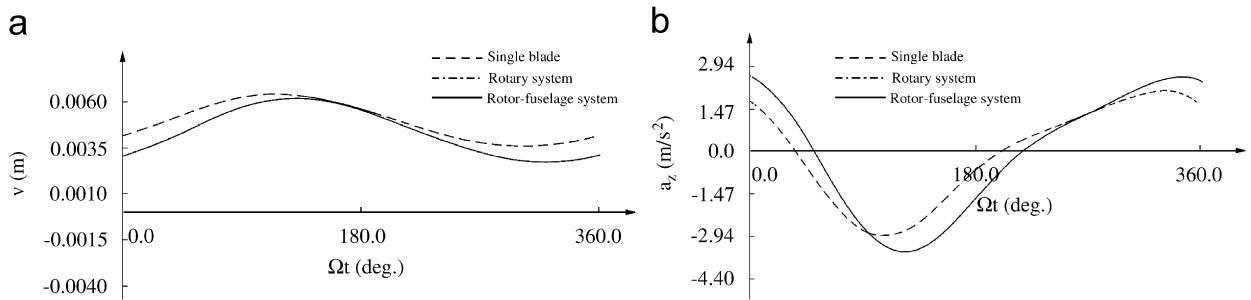 a
Single blade
Rotary system
Rotor-fuselage system
0.0060
0.0035
0.0010
-0.0015
-0.0040
v (m)
0.0
180.0
360.0
Ωt (deg.)
b
Single blade
Rotary system
Rotor-fuselage system
2.94
1.47
0.0
-1.47
-2.94
-4.40
a_z (m/s²)
0.0
180.0
360.0
Ωt (deg.)